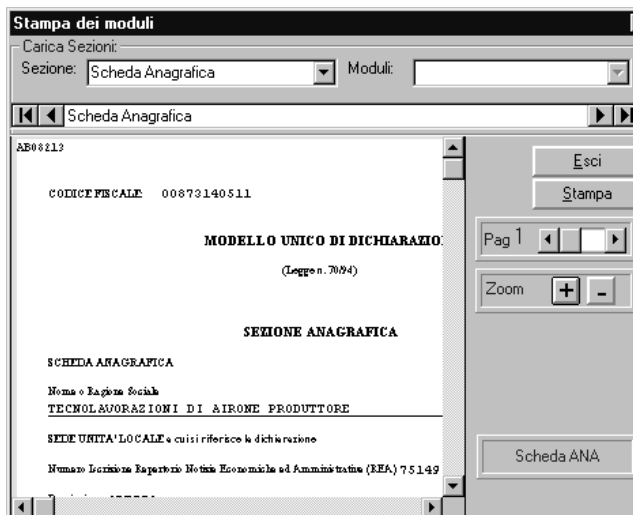 Stampa dei moduli
Carica Sezioni:
Sezione: Scheda Anagrafica Moduli:
Scheda Anagrafica
AB08213
Esci
CODICE FISCALE: 00873140511
Stampa
MODELLO UNICO DI DICHIARAZIO
Pag 1
(Legge n. 70/94)
Zoom + -
SEZIONE ANAGRAFICA
SCHEDA ANAGRAFICA
Nome o Ragione Sociale
TECNOLAVORAZIONI DI AIRONE PRODUTTORE
SEDE UNITA' LOCALE a cui si riferisce la dichiarazione
Scheda ANA
Numero Iscrizione Repertorio Notizie Economiche ed Amministrative (REA) 75149